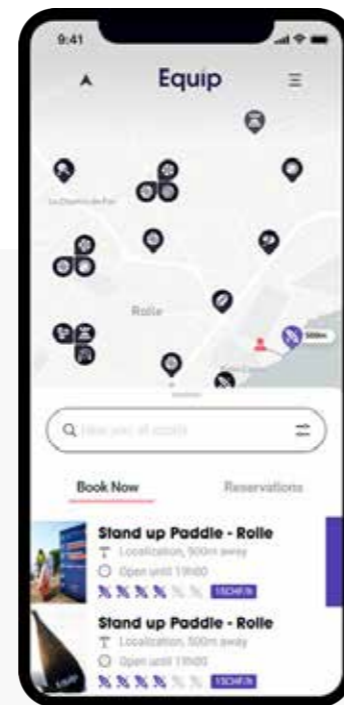 9:41
Equip
Rolle
500m
Book Now
Reservations
Stand up Paddle - Rolle
Localization, 500m away
Open until 19h00
15CHF/h
Stand up Paddle - Rolle
Localization, 500m away
Open until 19h00
15CHF/h